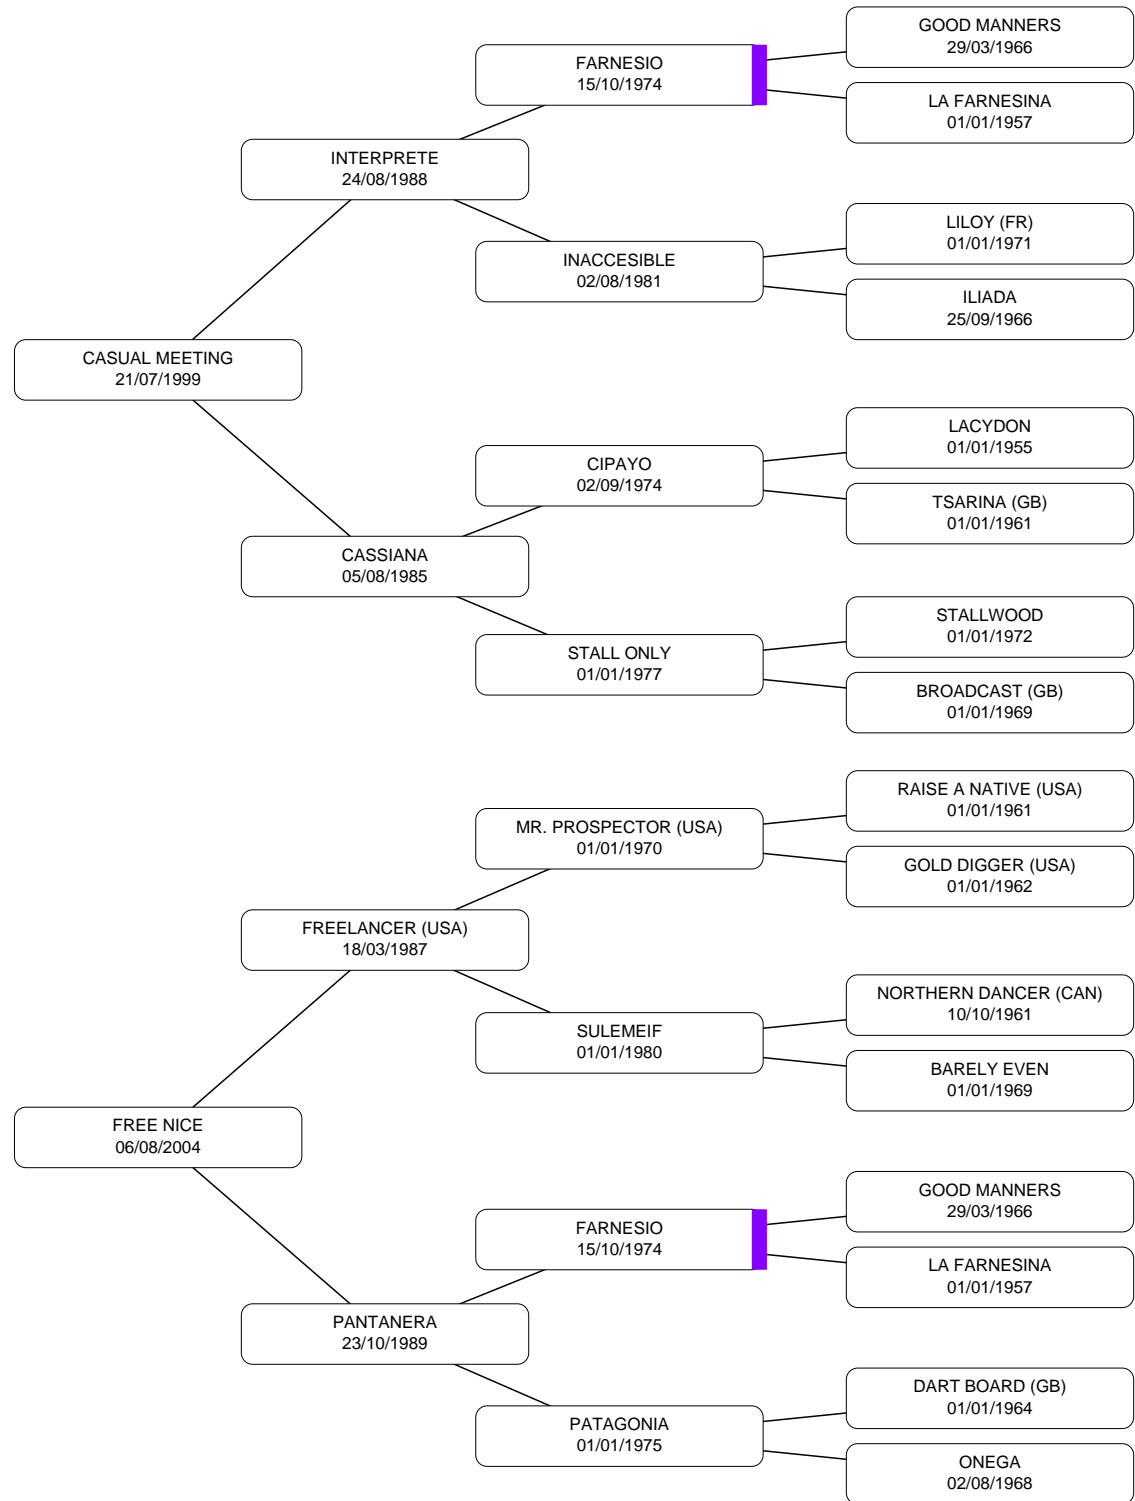 GOOD MANNERS
29/03/1966
FARNESIO
15/10/1974
LA FARNESINA
01/01/1957
INTERPRETE
24/08/1988
LILOY (FR)
01/01/1971
INACCESIBLE
02/08/1981
ILIADA
25/09/1966
CASUAL MEETING
21/07/1999
LACYDON
01/01/1955
CIPAYO
02/09/1974
TSARINA (GB)
01/01/1961
CASSIANA
05/08/1985
STALLWOOD
01/01/1972
STALL ONLY
01/01/1977
BROADCAST (GB)
01/01/1969
RAISE A NATIVE (USA)
01/01/1961
MR. PROSPECTOR (USA)
01/01/1970
GOLD DIGGER (USA)
01/01/1962
FREELANCER (USA)
18/03/1987
NORTHERN DANCER (CAN)
10/10/1961
SULEMEIF
01/01/1980
BARELY EVEN
01/01/1969
FREE NICE
06/08/2004
GOOD MANNERS
29/03/1966
FARNESIO
15/10/1974
LA FARNESINA
01/01/1957
PANTANERA
23/10/1989
DART BOARD (GB)
01/01/1964
PATAGONIA
01/01/1975
ONEGA
02/08/1968